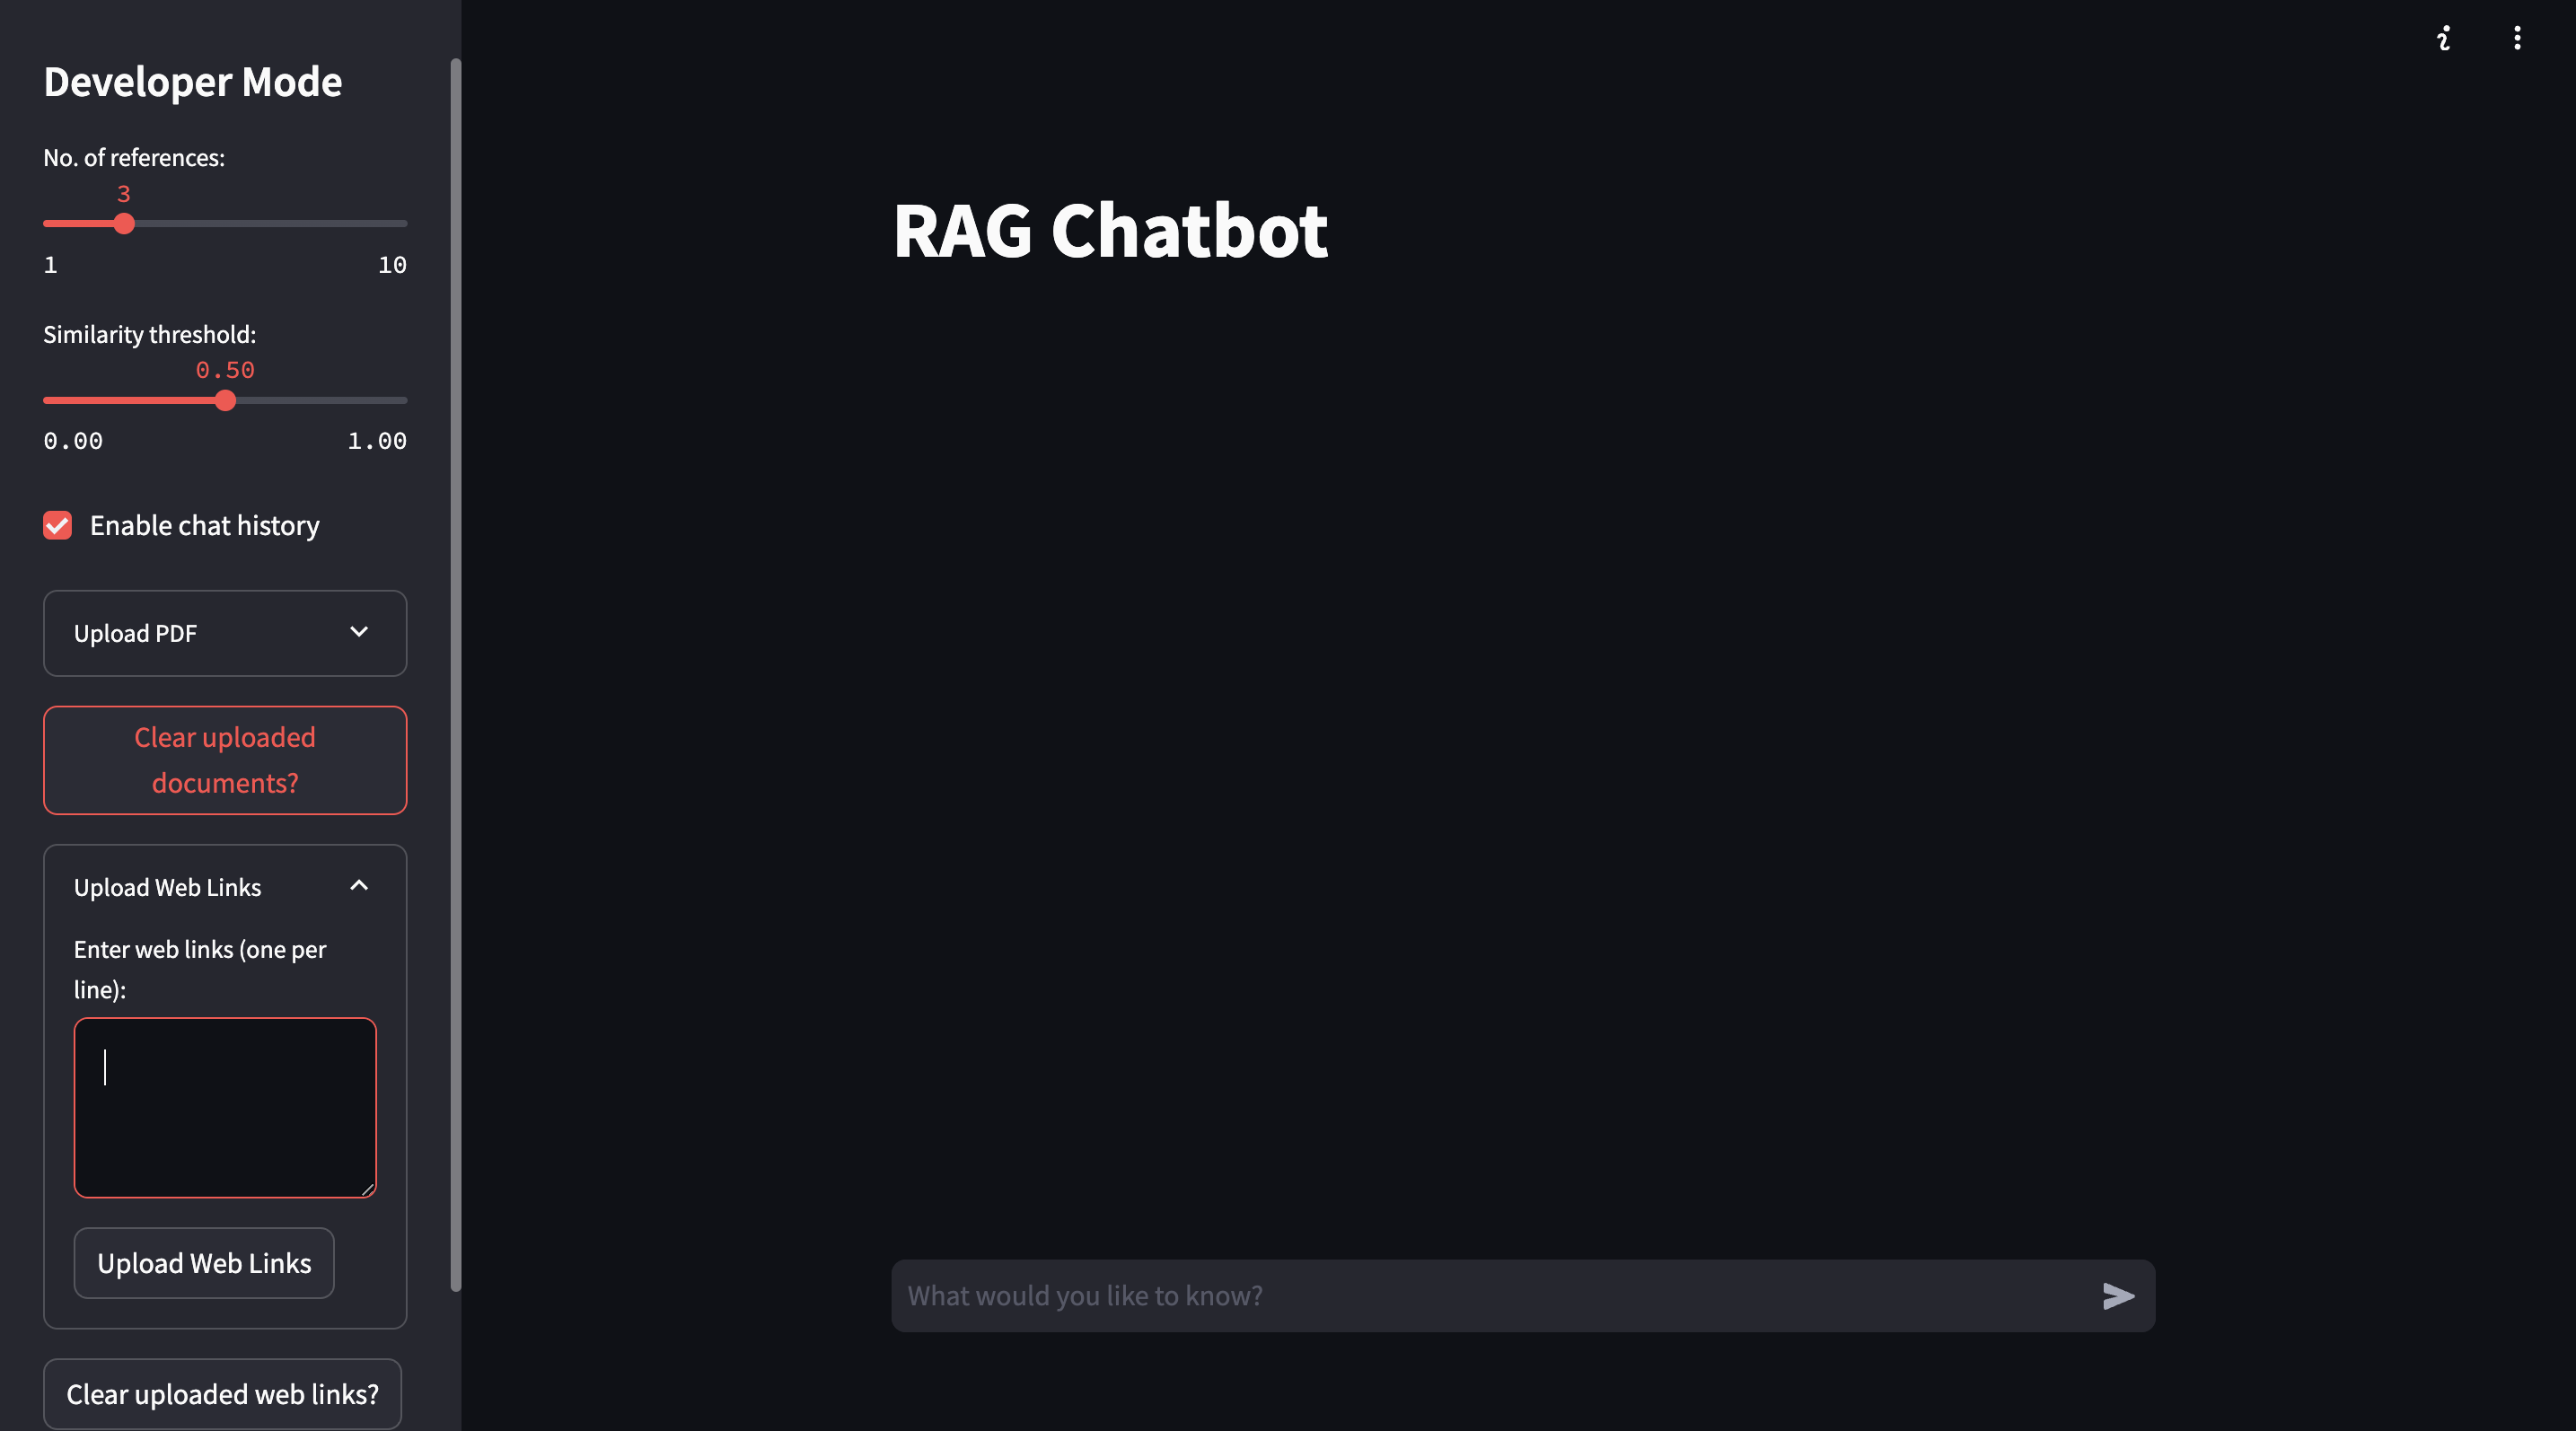 Developer Mode
No. of references:
3
1 10
Similarity threshold:
0.50
0.00 1.00
Enable chat history
Upload PDF
Clear uploaded
documents?
Upload Web Links
Enter web links (one per
line):
Upload Web Links
Clear uploaded web links?
RAG Chatbot
What would you like to know?